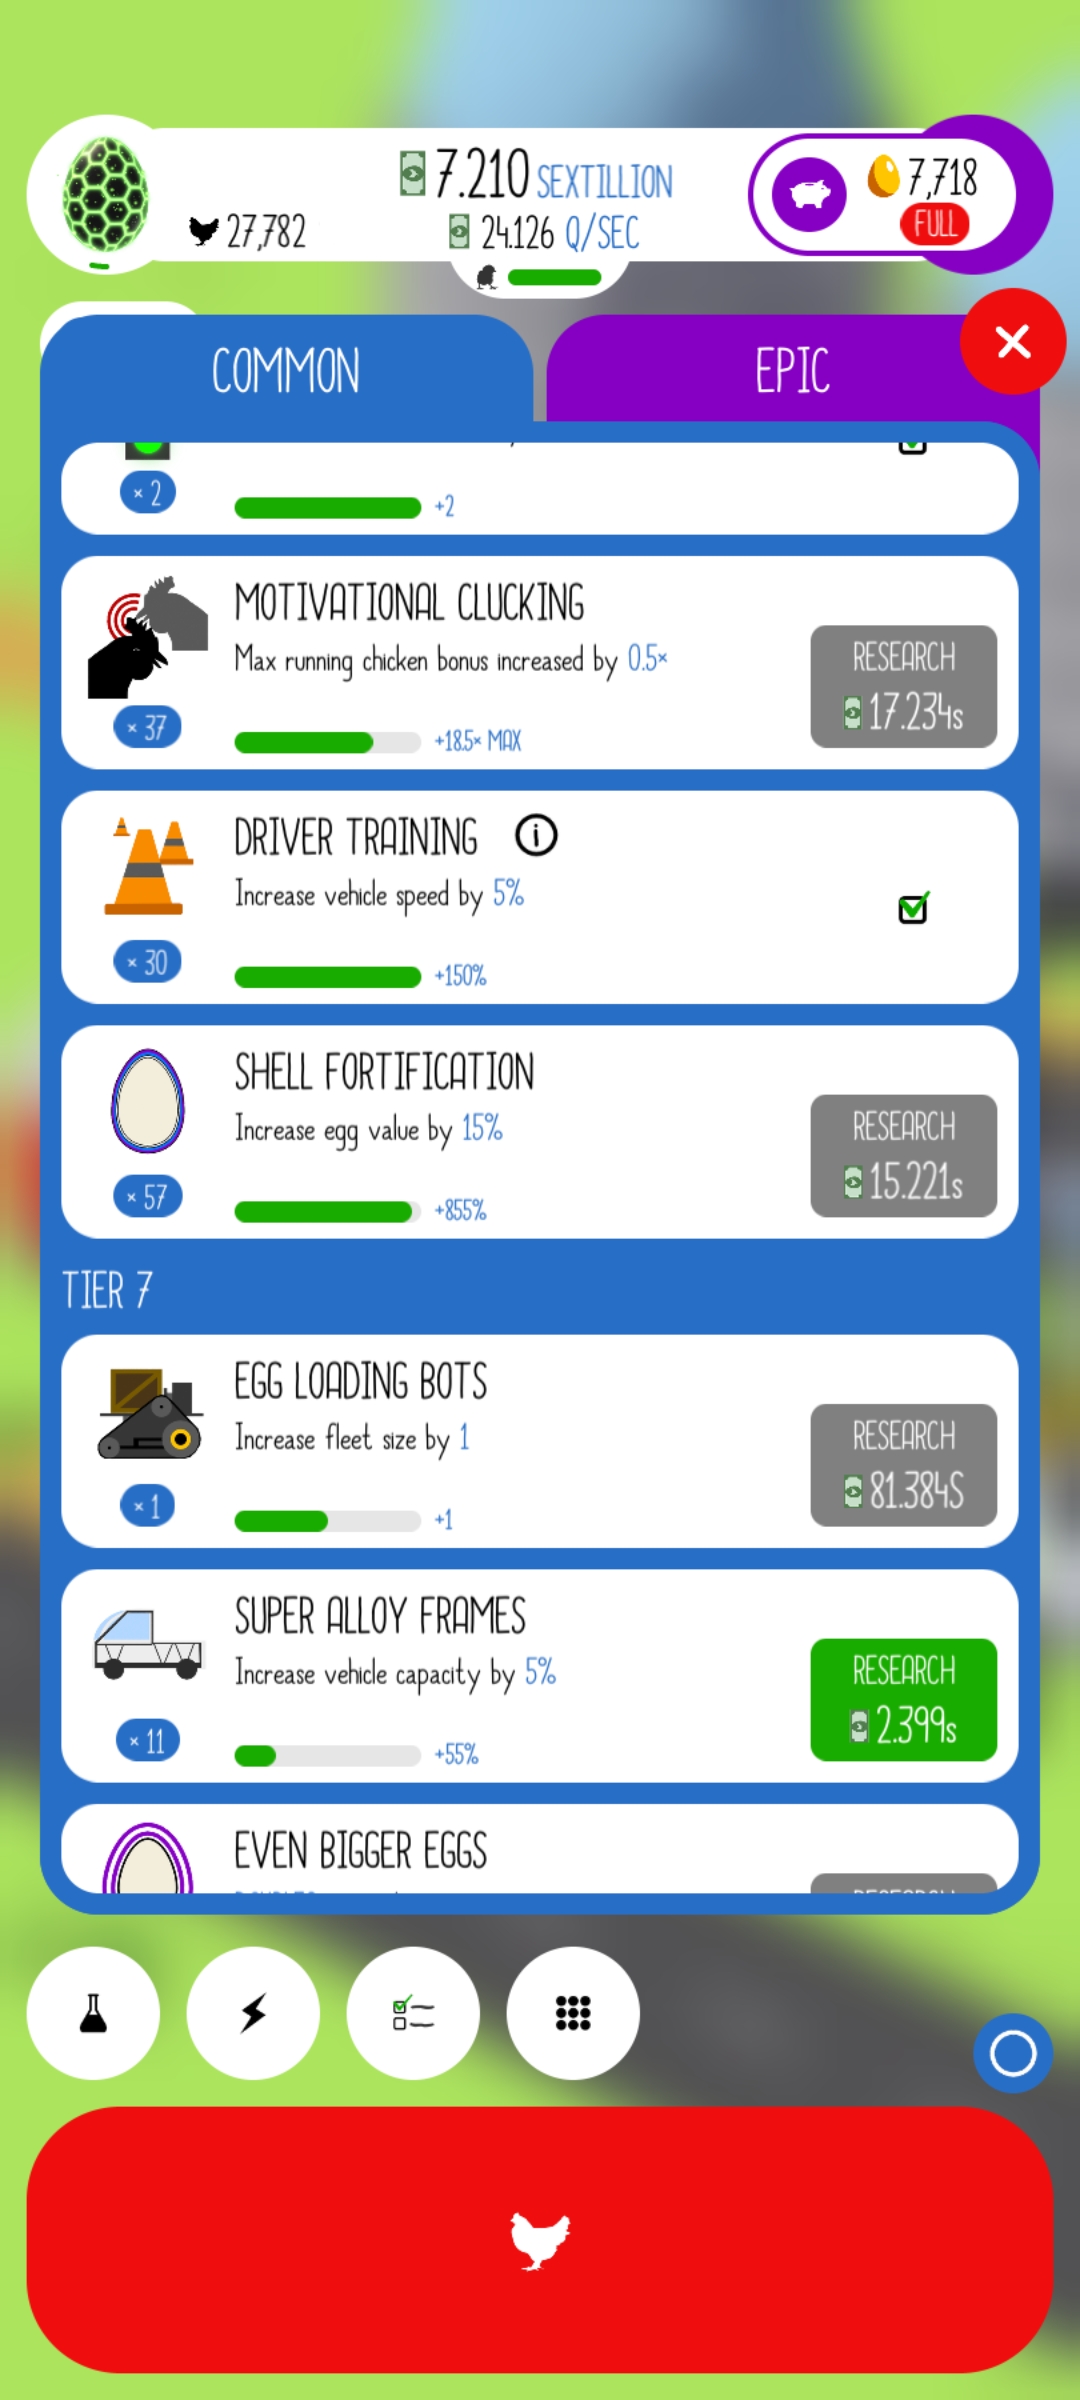 7.210 SEXTILLION
27,782
24.126 Q/SEC
7,718
FULL
COMMON
EPIC
× 2
+2
MOTIVATIONAL CLUCKING
Max running chicken bonus increased by 0.5×
RESEARCH
17.234s
× 37
+18.5× MAX
DRIVER TRAINING i
Increase vehicle speed by 5%
× 30
+150%
SHELL FORTIFICATION
Increase egg value by 15%
RESEARCH
15.221s
× 57
+855%
TIER 7
EGG LOADING BOTS
Increase fleet size by 1
RESEARCH
81.384S
× 1
+1
SUPER ALLOY FRAMES
Increase vehicle capacity by 5%
RESEARCH
2.399s
× 11
+55%
EVEN BIGGER EGGS